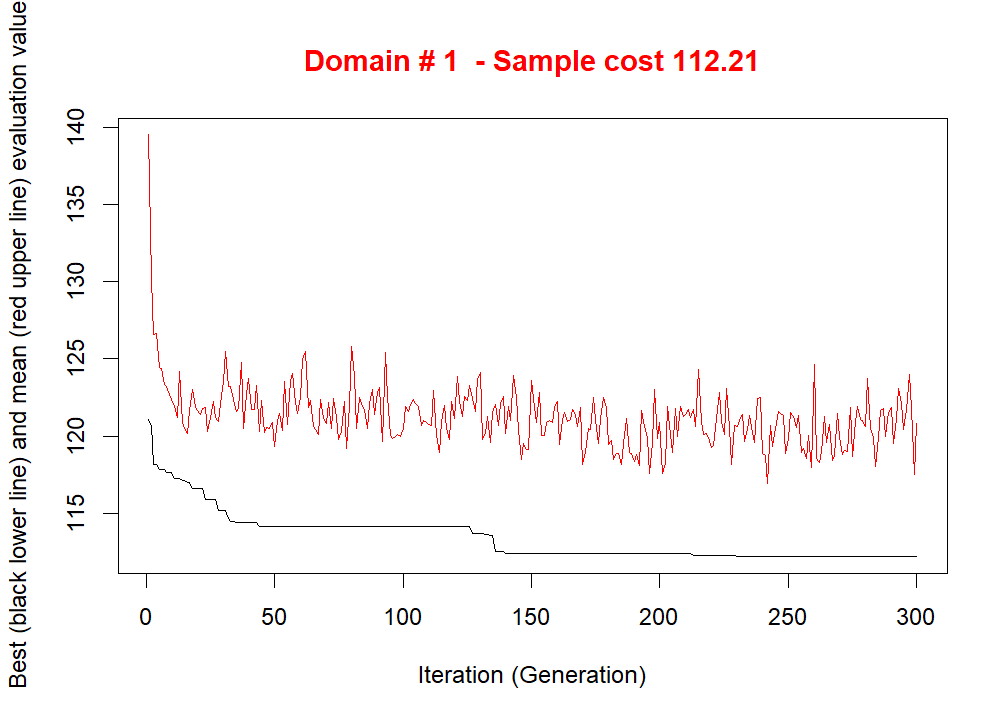 Domain # 1  - Sample cost 112.21
Best (black lower line) and mean (red upper line) evaluation value
140
135
130
125
120
115
0 50 100 150 200 250 300
Iteration (Generation)